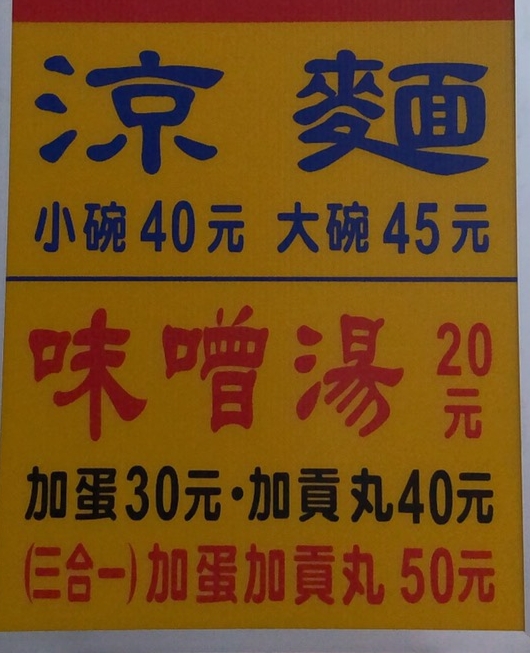 涼麵
小碗40元 大碗45元
味噌湯 20元
加蛋30元·加貢丸40元
(三合一)加蛋加貢丸 50元